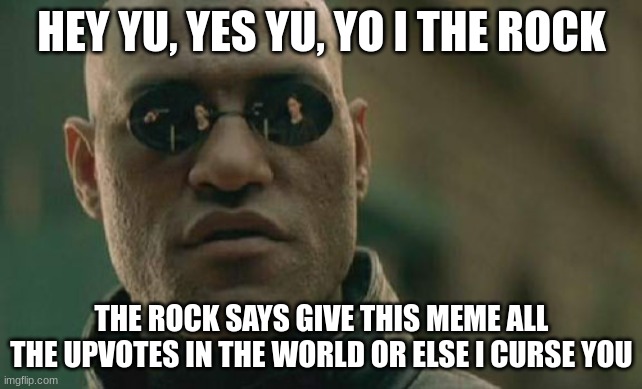 HEY YU, YES YU, YO I THE ROCK
THE ROCK SAYS GIVE THIS MEME ALL
THE UPVOTES IN THE WORLD OR ELSE I CURSE YOU
imgflip.com